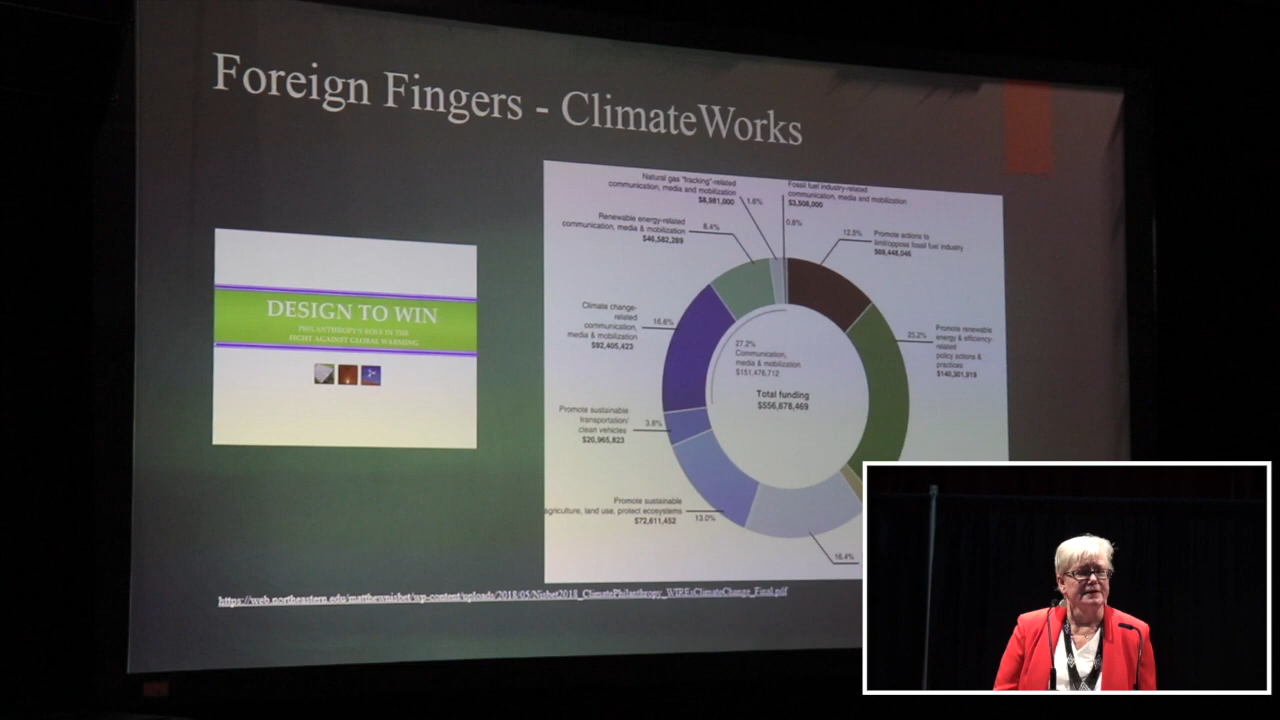 Foreign Fingers - ClimateWorks
DESIGN TO WIN
PHILANTHROPY'S ROLE IN THE
FIGHT AGAINST GLOBAL WARMING
Natural gas "fracking"-related
communication, media and mobilization
$8,981,000
1.6%
Fossil fuel industry-related
communication, media and mobilization
$3,508,000
0.6%
Renewable energy-related
communication, media & mobilization
$46,582,289
8.4%
12.5%
Promote actions to
limit/oppose fossil fuel industry
$69,448,046
Climate change-
related
communication,
media & mobilization
$92,405,423
16.6%
27.2%
Communication,
media & mobilization
$151,476,712
Total funding
$556,678,469
25.2%
Promote renewable
energy & efficiency-
related
policy actions &
practices
$140,301,919
Promote sustainable
transportation/
clean vehicles
$20,965,823
3.8%
Promote sustainable
agriculture, land use, protect ecosystems
$72,611,452
13.0%
16.4%
https://web.northeastern.edu/matthewnisbet/wp-content/uploads/2018/05/Nisbet2018_ClimatePhilanthropy_WIREsClimateChange_Final.pdf